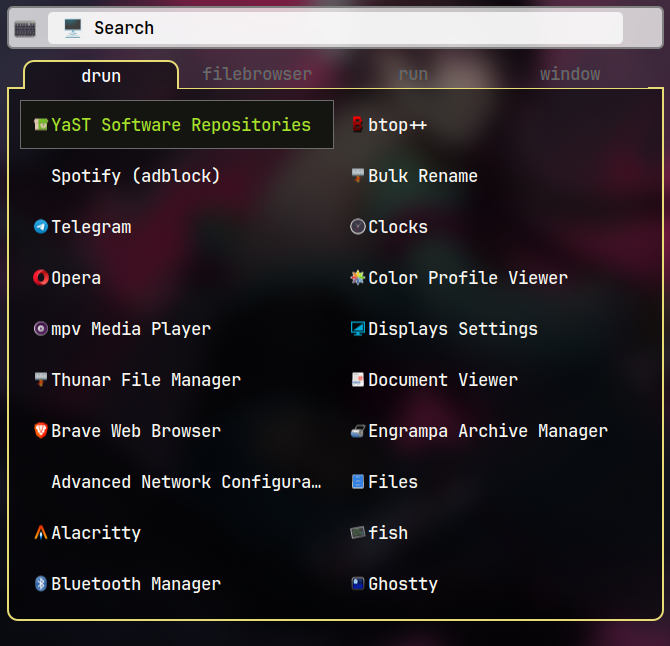 Search
drun filebrowser run window
YaST Software Repositories
Spotify (adblock)
Telegram
Opera
mpv Media Player
Thunar File Manager
Brave Web Browser
Advanced Network Configura…
Alacritty
Bluetooth Manager
btop++
Bulk Rename
Clocks
Color Profile Viewer
Displays Settings
Document Viewer
Engrampa Archive Manager
Files
fish
Ghostty